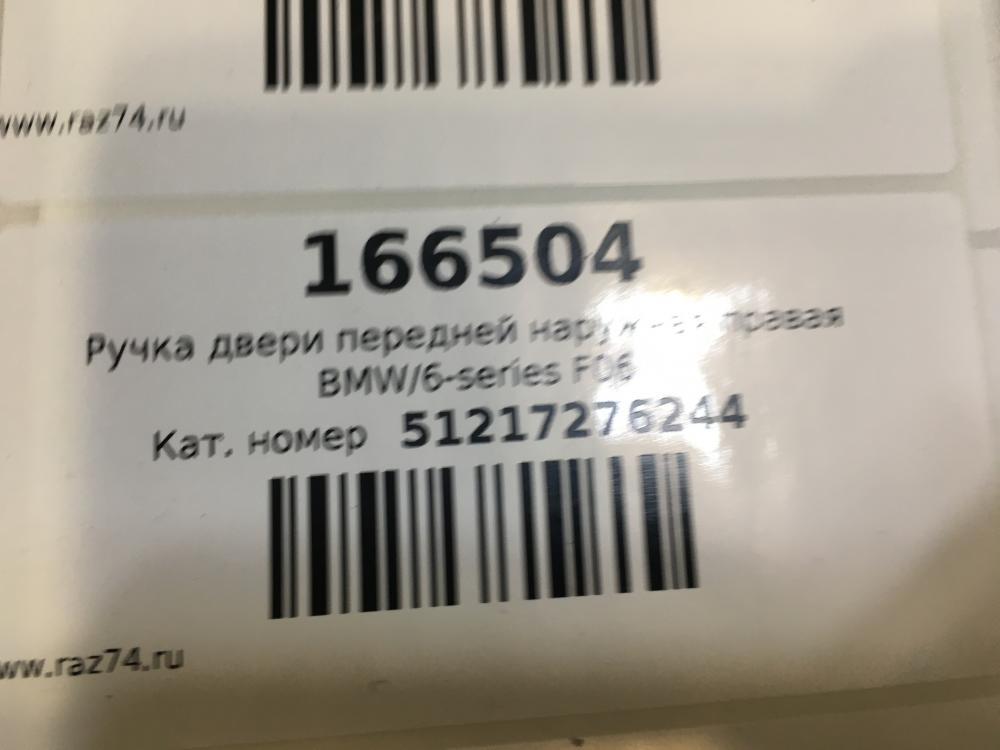 www.raz74.ru
166504
Ручка двери передней правая
BMW/6-series F06
Кат. номер 51217276244
www.raz74.ru